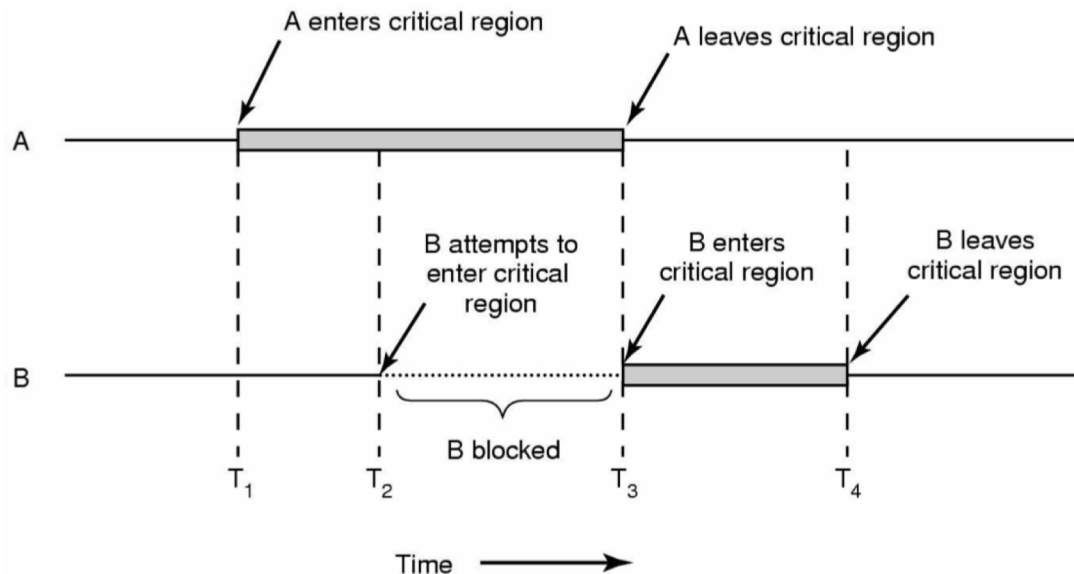 A enters critical region
A leaves critical region
A
B attempts to
enter critical
region
B enters
critical region
B leaves
critical region
B
B blocked
T₁
T₂
T₃
T₄
Time